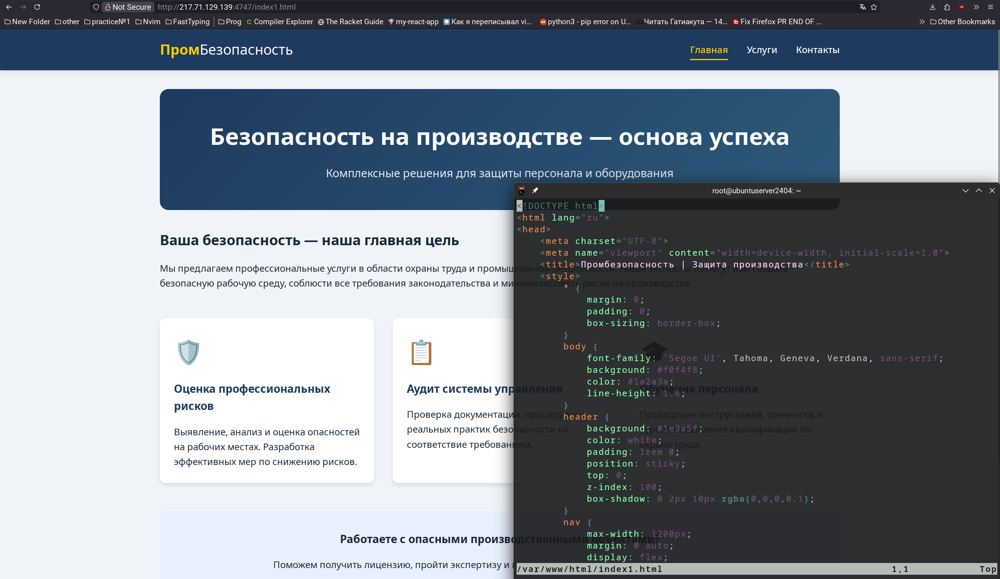 Not Secure http://217.71.129.139:4747/index1.html
New Folder other practice№1 Nvim FastTyping Prog Compiler Explorer The Racket Guide my-react-app Как я переписывал vi... python3 - pip error on U... Читать Гатиакута — 14... Fix Firefox PR END OF ... Other Bookmarks
ПромБезопасность Главная Услуги Контакты
Безопасность на производстве — основа успеха
Комплексные решения для защиты персонала и оборудования
Ваша безопасность — наша главная цель
Мы предлагаем профессиональные услуги в области охраны труда и промышленной безопасности. Наши эксперты помогут вам создать
безопасную рабочую среду, соблюсти все требования законодательства и минимизировать риски на производстве.
Оценка профессиональных
рисков
Выявление, анализ и оценка опасностей
на рабочих местах. Разработка
эффективных мер по снижению рисков.
Аудит системы управления
Проверка документации, процедур и
реальных практик безопасности на
соответствие требованиям.
Обучение персонала
Проведение инструктажей, тренингов и
курсов повышения квалификации по
охране труда.
Работаете с опасными производственными объектами?
Поможем получить лицензию, пройти экспертизу и
root@ubuntuserver2404: ~
<!DOCTYPE html>
<html lang="ru">
<head>
    <meta charset="UTF-8">
    <meta name="viewport" content="width=device-width, initial-scale=1.0">
    <title>Промбезопасность | Защита производства</title>
    <style>
        * {
            margin: 0;
            padding: 0;
            box-sizing: border-box;
        }
        body {
            font-family: 'Segoe UI', Tahoma, Geneva, Verdana, sans-serif;
            background: #f0f4f8;
            color: #1a2a3a;
            line-height: 1.6;
        }
        header {
            background: #1e3a5f;
            color: white;
            padding: 1rem 0;
            position: sticky;
            top: 0;
            z-index: 100;
            box-shadow: 0 2px 10px rgba(0,0,0,0.1);
        }
        nav {
            max-width: 1200px;
            margin: 0 auto;
            display: flex;
/var/www/html/index1.html 1,1 Top